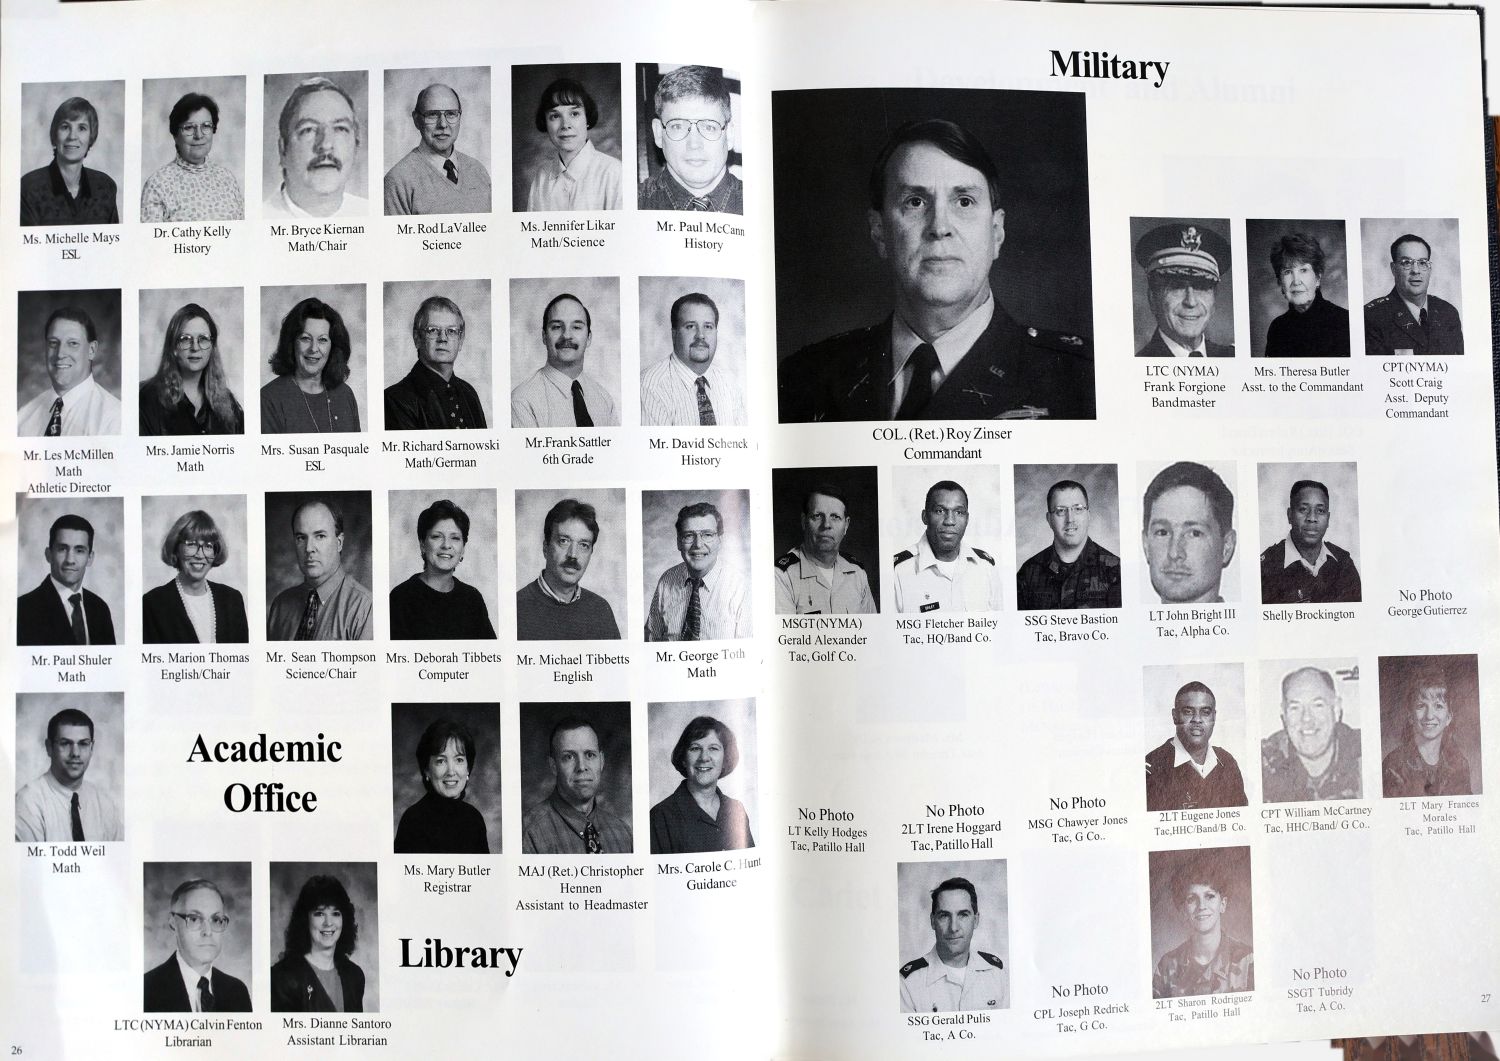 Ms. Michelle Mays
ESL
Dr. Cathy Kelly
History
Mr. Bryce Kiernan
Math/Chair
Mr. Rod LaVallee
Science
Ms. Jennifer Likar
Math/Science
Mr. Paul McCann
History
Mr. Les McMillen
Math
Athletic Director
Mrs. Jamie Norris
Math
Mrs. Susan Pasquale
ESL
Mr. Richard Sarnowski
Math/German
Mr. Frank Sattler
6th Grade
Mr. David Schenck
History
Mr. Paul Shuler
Math
Mrs. Marion Thomas
English/Chair
Mr. Sean Thompson
Science/Chair
Mrs. Deborah Tibbets
Computer
Mr. Michael Tibbetts
English
Mr. George Toth
Math
Mr. Todd Weil
Math
Academic
Office
Ms. Mary Butler
Registrar
MAJ (Ret.) Christopher
Hennen
Assistant to Headmaster
Mrs. Carole C. Hunt
Guidance
Library
LTC (NYMA) Calvin Fenton
Librarian
Mrs. Dianne Santoro
Assistant Librarian
26
Military
COL. (Ret.) Roy Zinser
Commandant
LTC (NYMA)
Frank Forgione
Bandmaster
Mrs. Theresa Butler
Asst. to the Commandant
CPT (NYMA)
Scott Craig
Asst. Deputy
Commandant
MSGT (NYMA)
Gerald Alexander
Tac, Golf Co.
MSG Fletcher Bailey
Tac, HQ/Band Co.
SSG Steve Bastion
Tac, Bravo Co.
LT John Bright III
Tac, Alpha Co.
Shelly Brockington
No Photo
George Gutierrez
No Photo
LT Kelly Hodges
Tac, Patillo Hall
No Photo
2LT Irene Hoggard
Tac, Patillo Hall
No Photo
MSG Chawyer Jones
Tac, G Co..
2LT Eugene Jones
Tac,HHC/Band/B Co.
CPT William McCartney
Tac, HHC/Band/ G Co..
2LT Mary Frances
Morales
Tac, Patillo Hall
SSG Gerald Pulis
Tac, A Co.
No Photo
CPL Joseph Redrick
Tac, G Co.
2LT Sharon Rodriguez
Tac, Patillo Hall
No Photo
SSGT Tubridy
Tac, A Co.
27